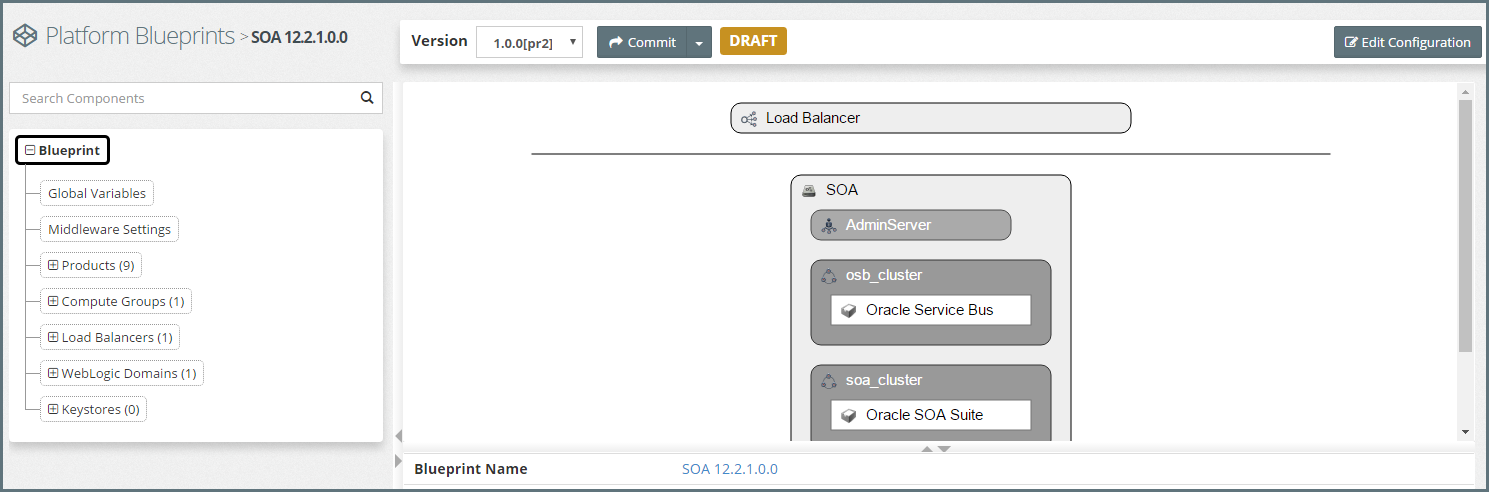 Platform Blueprints > SOA 12.2.1.0.0
Version 1.0.0[pr2] Commit DRAFT Edit Configuration
Search Components
Blueprint
Global Variables
Middleware Settings
Products (9)
Compute Groups (1)
Load Balancers (1)
WebLogic Domains (1)
Keystores (0)
Load Balancer
SOA
AdminServer
osb_cluster
Oracle Service Bus
soa_cluster
Oracle SOA Suite
Blueprint Name SOA 12.2.1.0.0